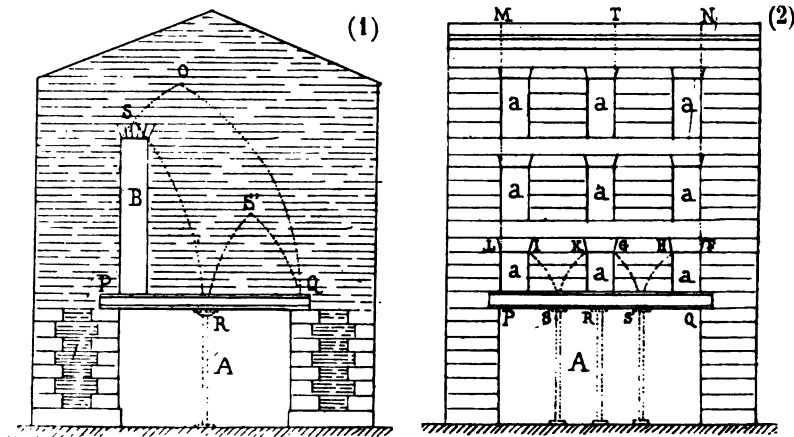 (1)
O
S
B
S'
P Q
R
A
M T N (2)
a a a
a a a
L I K G H F
a a a
P S R S Q
A